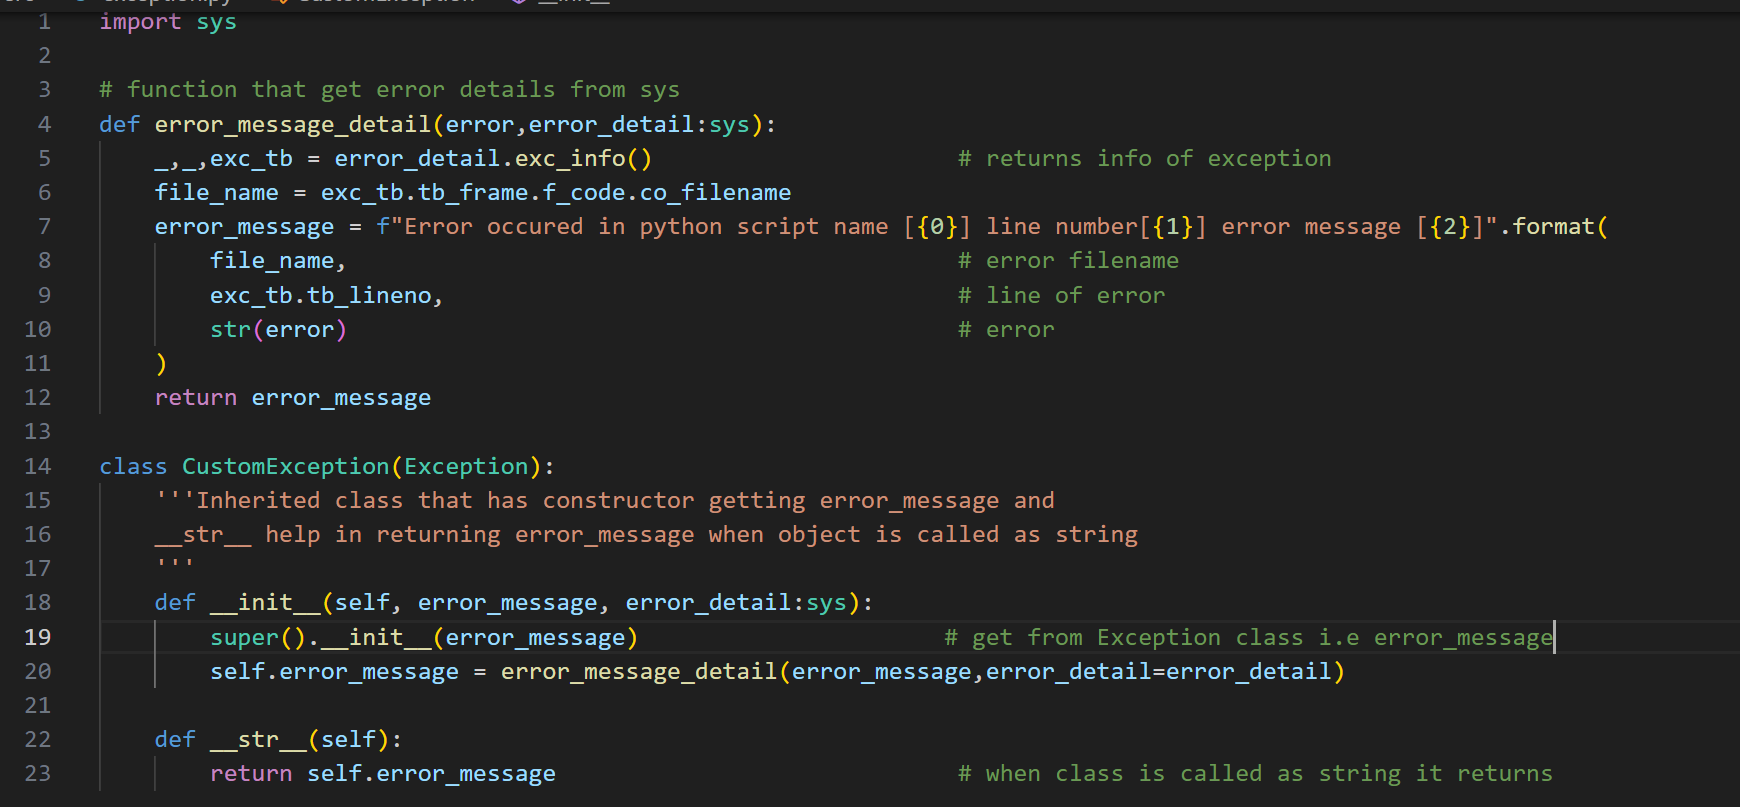 exception.py CustomException __init__
1 import sys
2
3 # function that get error details from sys
4 def error_message_detail(error,error_detail:sys):
5     _,_,exc_tb = error_detail.exc_info() # returns info of exception
6     file_name = exc_tb.tb_frame.f_code.co_filename
7     error_message = f"Error occured in python script name [{0}] line number[{1}] error message [{2}]".format(
8         file_name, # error filename
9         exc_tb.tb_lineno, # line of error
10         str(error) # error
11     )
12     return error_message
13
14 class CustomException(Exception):
15     '''Inherited class that has constructor getting error_message and
16     __str__ help in returning error_message when object is called as string
17     '''
18     def __init__(self, error_message, error_detail:sys):
19         super().__init__(error_message) # get from Exception class i.e error_message
20         self.error_message = error_message_detail(error_message,error_detail=error_detail)
21
22     def __str__(self):
23         return self.error_message # when class is called as string it returns